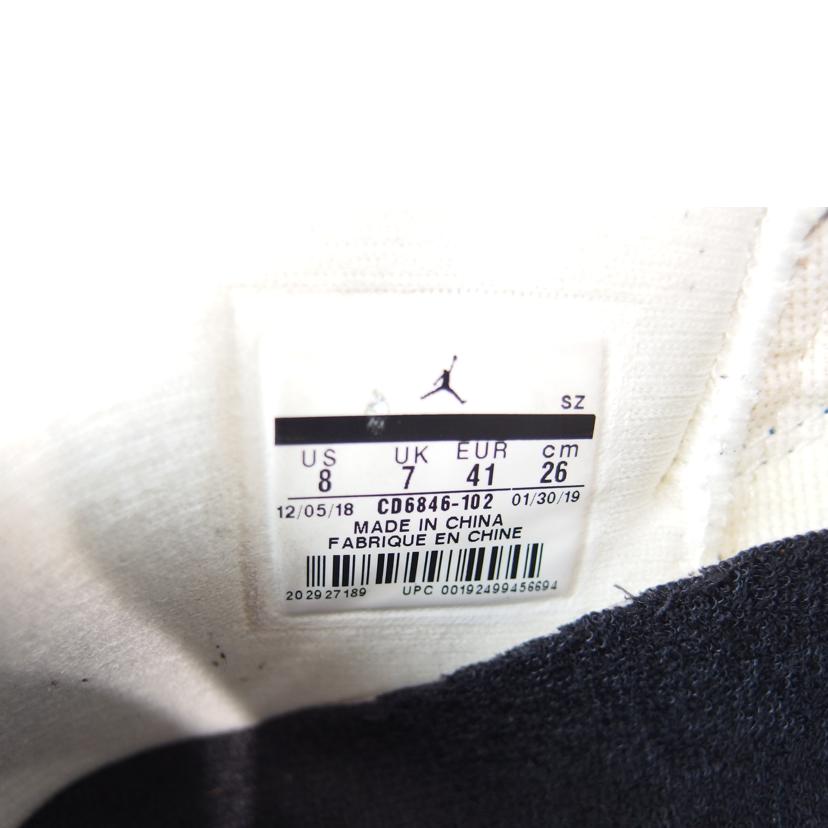 SZ
US UK EUR cm
8 7 41 26
12/05/18 CD6846-102 01/30/19
MADE IN CHINA
FABRIQUE EN CHINE
202927189 UPC 00192499456694